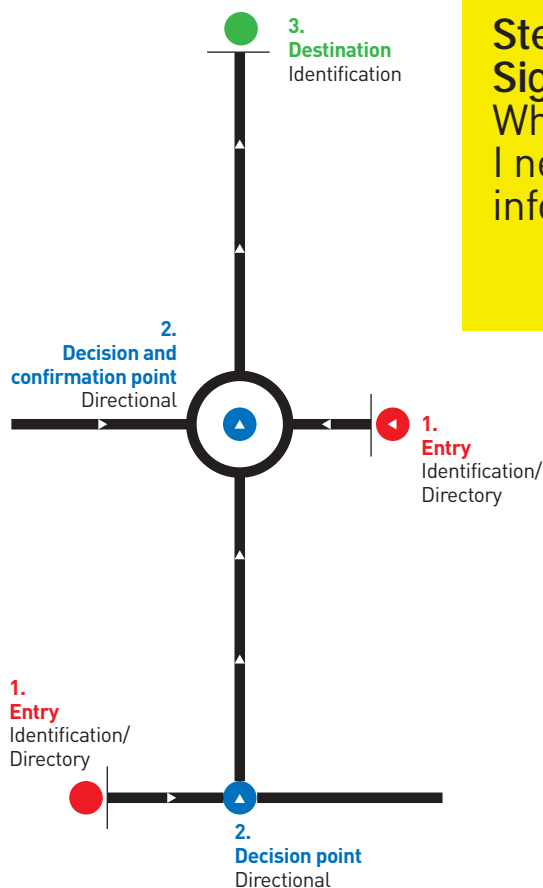 3.
Destination
Identification
2.
Decision and
confirmation point
Directional
1.
Entry
Identification/
Directory
1.
Entry
Identification/
Directory
2.
Decision point
Directional